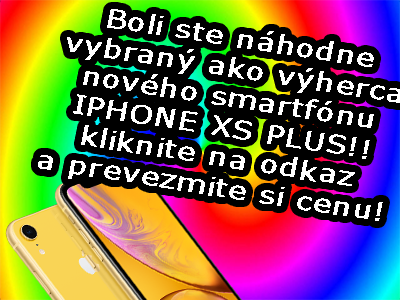 Boli ste náhodne
vybraný ako výherca
nového smartfónu
IPHONE XS PLUS!!
kliknite na odkaz
a prevezmite si cenu!